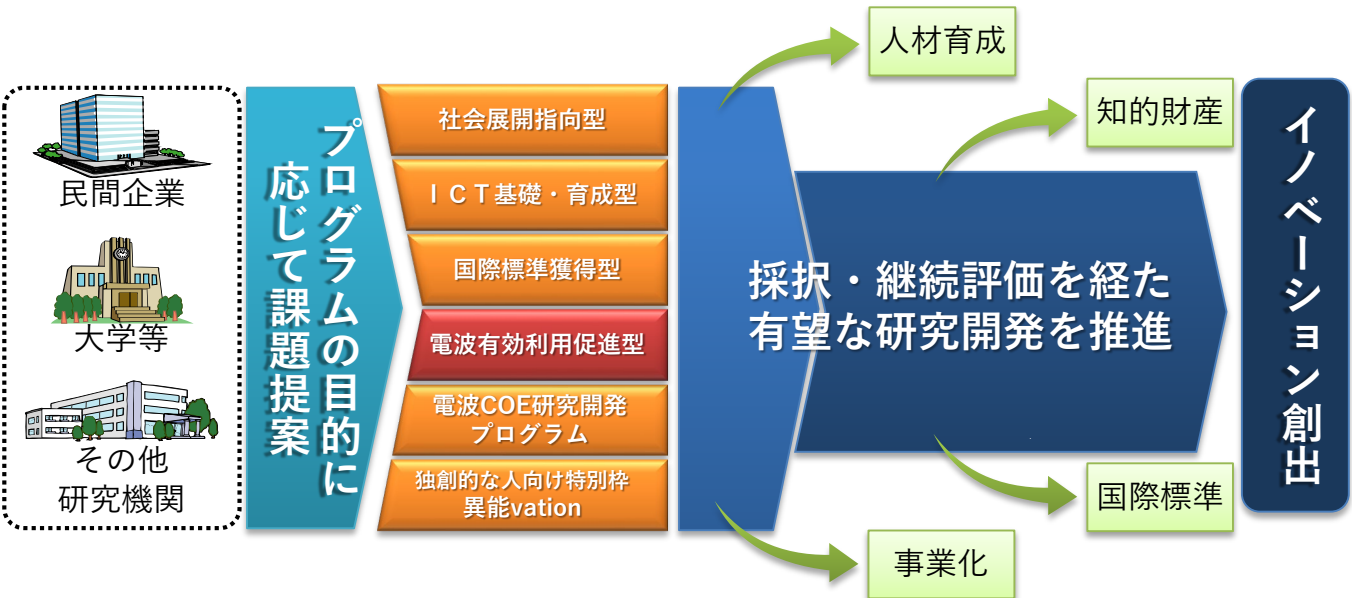 民間企業
大学等
その他
研究機関
プログラムの目的に
応じて課題提案
社会展開指向型
ＩＣＴ基礎・育成型
国際標準獲得型
電波有効利用促進型
電波COE研究開発
プログラム
独創的な人向け特別枠
異能vation
採択・継続評価を経た
有望な研究開発を推進
人材育成
知的財産
国際標準
事業化
イノベーション創出